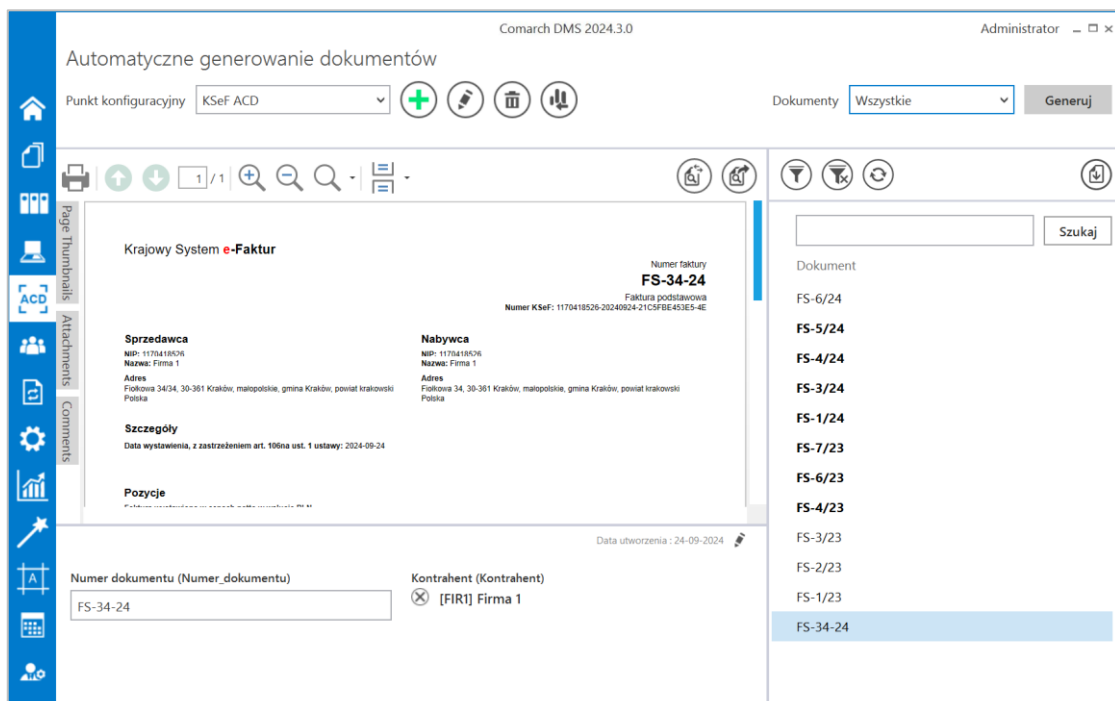 Comarch DMS 2024.3.0
Administrator
Automatyczne generowanie dokumentów
Punkt konfiguracyjny
KSeF ACD
Dokumenty
Wszystkie
Generuj
ACD
A
1 / 1
Page Thumbnails
Attachments
Comments
Krajowy System e-Faktur
Numer faktury
FS-34-24
Faktura podstawowa
Numer KSeF: 1170418526-20240924-21C5FBE453E5-4E
Sprzedawca
NIP: 1170418526
Nazwa: Firma 1
Adres
Fiołkowa 34/34, 30-361 Kraków, małopolskie, gmina Kraków, powiat krakowski
Polska
Nabywca
NIP: 1170418526
Nazwa: Firma 1
Adres
Fiołkowa 34, 30-361 Kraków, małopolskie, gmina Kraków, powiat krakowski
Polska
Szczegóły
Data wystawienia, z zastrzeżeniem art. 106na ust. 1 ustawy: 2024-09-24
Pozycje
Data utworzenia : 24-09-2024
Numer dokumentu (Numer_dokumentu)
FS-34-24
Kontrahent (Kontrahent)
[FIR1] Firma 1
Szukaj
Dokument
FS-6/24
FS-5/24
FS-4/24
FS-3/24
FS-1/24
FS-7/23
FS-6/23
FS-4/23
FS-3/23
FS-2/23
FS-1/23
FS-34-24